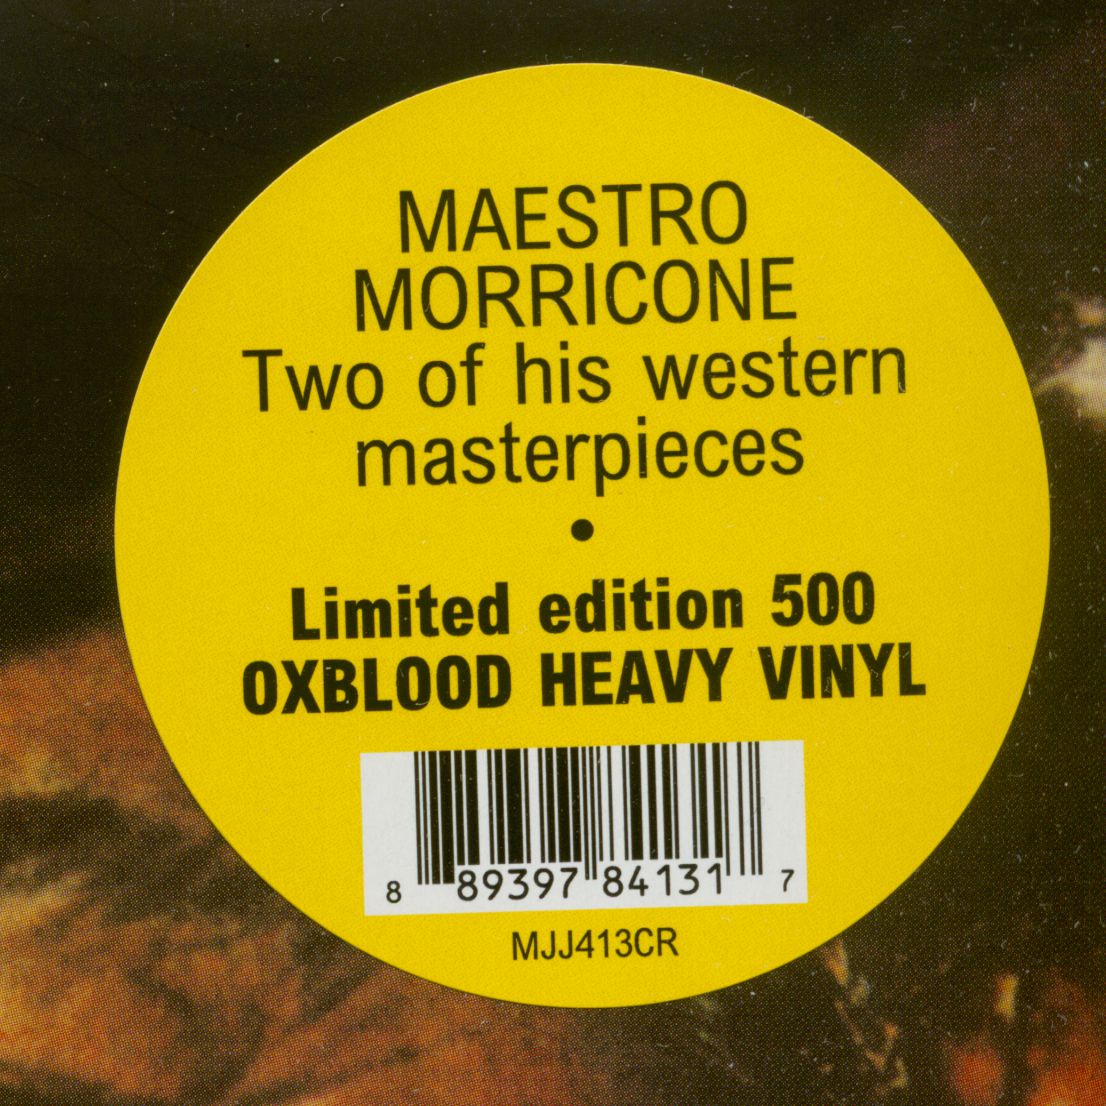 MAESTRO
MORRICONE
Two of his western
masterpieces
•
Limited edition 500
OXBLOOD HEAVY VINYL
8 89397 84131 7
MJJ413CR